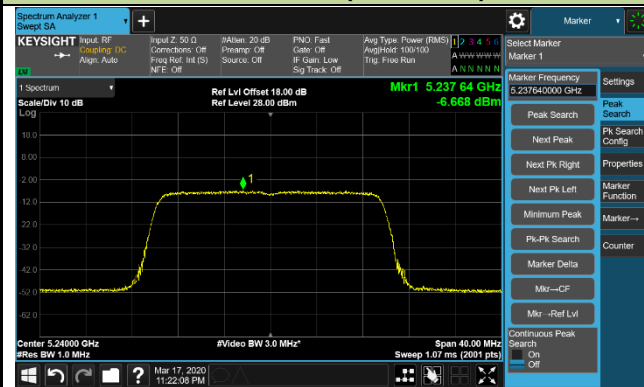 Spectrum Analyzer 1
Swept SA
+
Marker
KEYSIGHT
Input: RF
Coupling: DC
Align: Auto
Input Z: 50 Ω
Corrections: Off
Freq Ref: Int (S)
NFE: Off
#Atten: 20 dB
Preamp: Off
Source: Off
PNO: Fast
Gate: Off
IF Gain: Low
Sig Track: Off
Avg Type: Power (RMS)
Avg|Hold: 100/100
Trig: Free Run
1 2 3 4 5 6
A W W W W W
A N N N N N
LM
Select Marker
Marker 1
1 Spectrum
Scale/Div 10 dB
Log
Ref Lvl Offset 18.00 dB
Ref Level 28.00 dBm
Mkr1 5.237 64 GHz
-6.668 dBm
18.0
8.00
-2.00
-12.0
-22.0
-32.0
-42.0
-52.0
-62.0
1
Center 5.24000 GHz
#Res BW 1.0 MHz
#Video BW 3.0 MHz*
Span 40.00 MHz
Sweep 1.07 ms (2001 pts)
Marker Frequency
5.237640000 GHz
Peak Search
Next Peak
Next Pk Right
Next Pk Left
Minimum Peak
Pk-Pk Search
Marker Delta
Mkr→CF
Mkr→Ref Lvl
Continuous Peak
Search
On
Off
Settings
Peak
Search
Pk Search
Config
Properties
Marker
Function
Marker→
Counter
?
Mar 17, 2020
11:22:08 PM